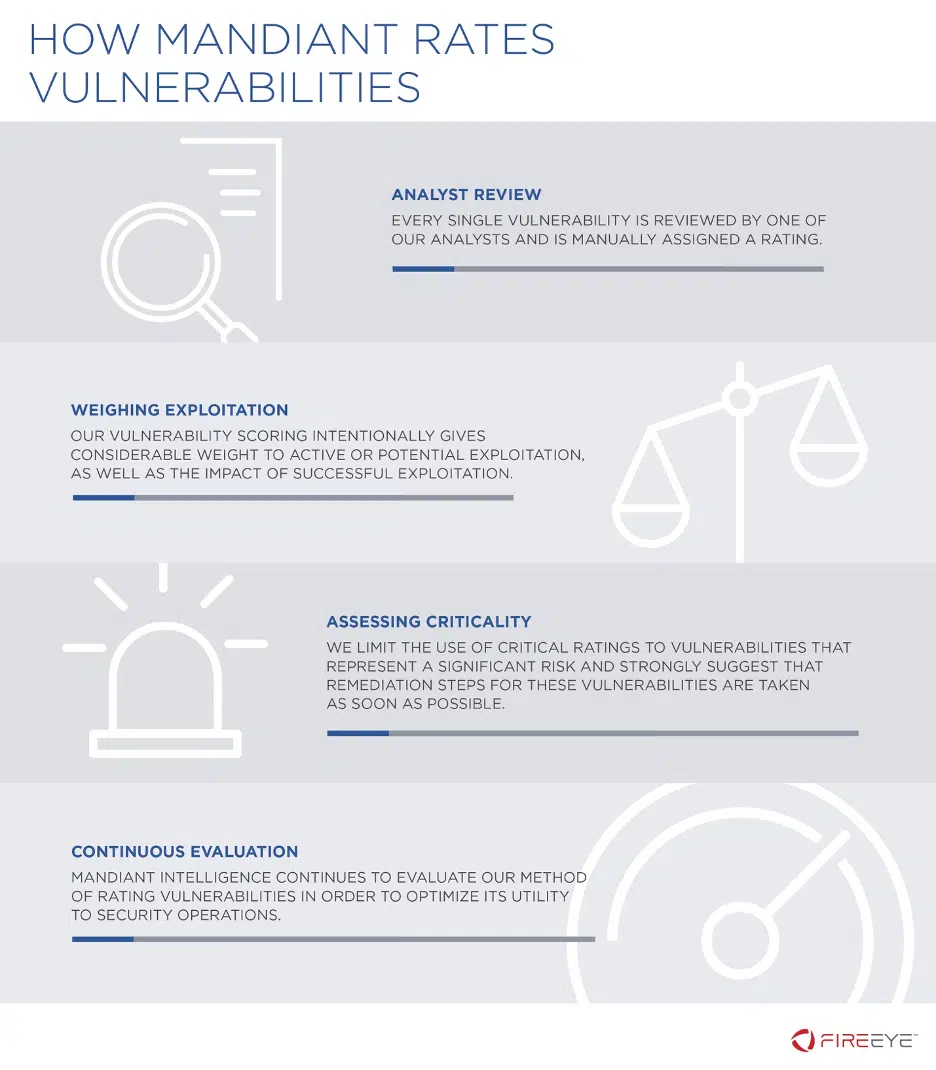 HOW MANDIANT RATES
VULNERABILITIES
ANALYST REVIEW
EVERY SINGLE VULNERABILITY IS REVIEWED BY ONE OF
OUR ANALYSTS AND IS MANUALLY ASSIGNED A RATING.
WEIGHING EXPLOITATION
OUR VULNERABILITY SCORING INTENTIONALLY GIVES
CONSIDERABLE WEIGHT TO ACTIVE OR POTENTIAL EXPLOITATION,
AS WELL AS THE IMPACT OF SUCCESSFUL EXPLOITATION.
ASSESSING CRITICALITY
WE LIMIT THE USE OF CRITICAL RATINGS TO VULNERABILITIES THAT
REPRESENT A SIGNIFICANT RISK AND STRONGLY SUGGEST THAT
REMEDIATION STEPS FOR THESE VULNERABILITIES ARE TAKEN
AS SOON AS POSSIBLE.
CONTINUOUS EVALUATION
MANDIANT INTELLIGENCE CONTINUES TO EVALUATE OUR METHOD
OF RATING VULNERABILITIES IN ORDER TO OPTIMIZE ITS UTILITY
TO SECURITY OPERATIONS.
FIREEYE™